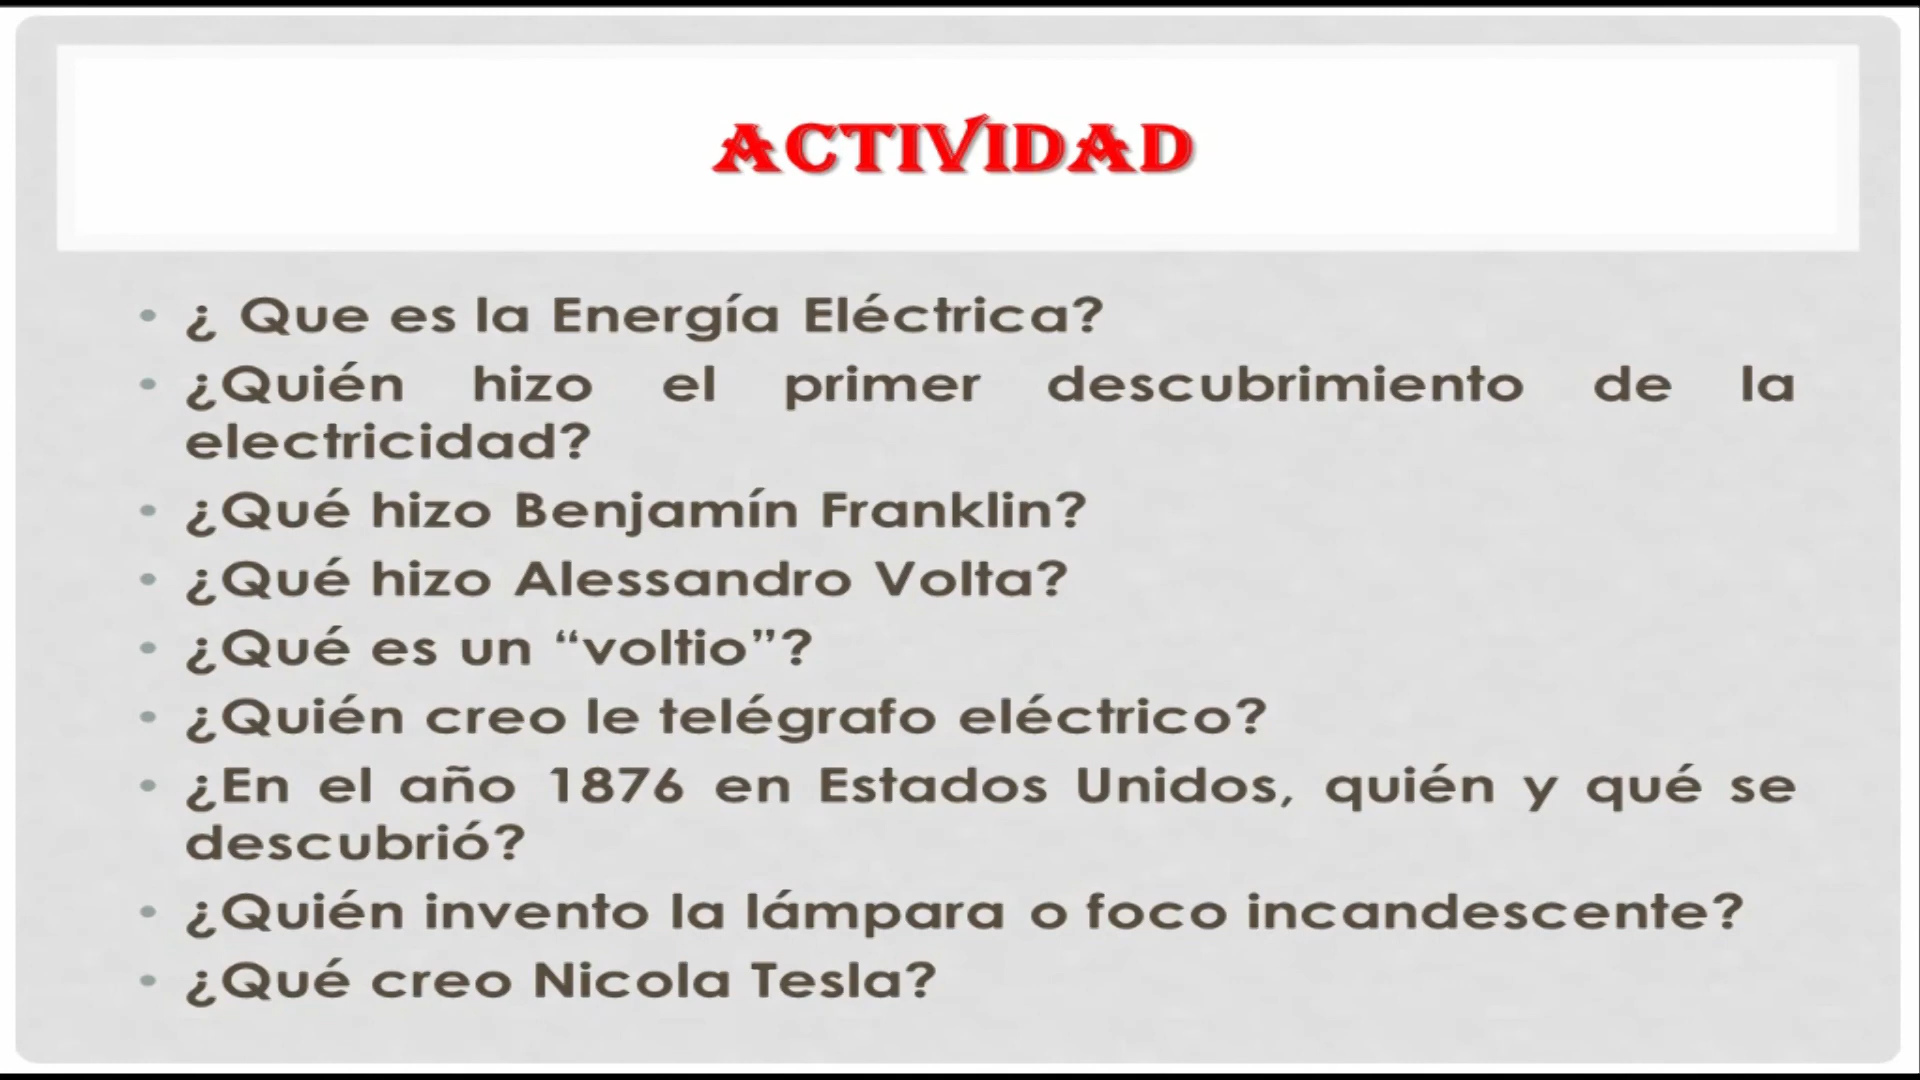 ACTIVIDAD
• ¿ Que es la Energía Eléctrica?
• ¿Quién hizo el primer descubrimiento de la
electricidad?
• ¿Qué hizo Benjamín Franklin?
• ¿Qué hizo Alessandro Volta?
• ¿Qué es un “voltio”?
• ¿Quién creo le telégrafo eléctrico?
• ¿En el año 1876 en Estados Unidos, quién y qué se
descubrió?
• ¿Quién invento la lámpara o foco incandescente?
• ¿Qué creo Nicola Tesla?